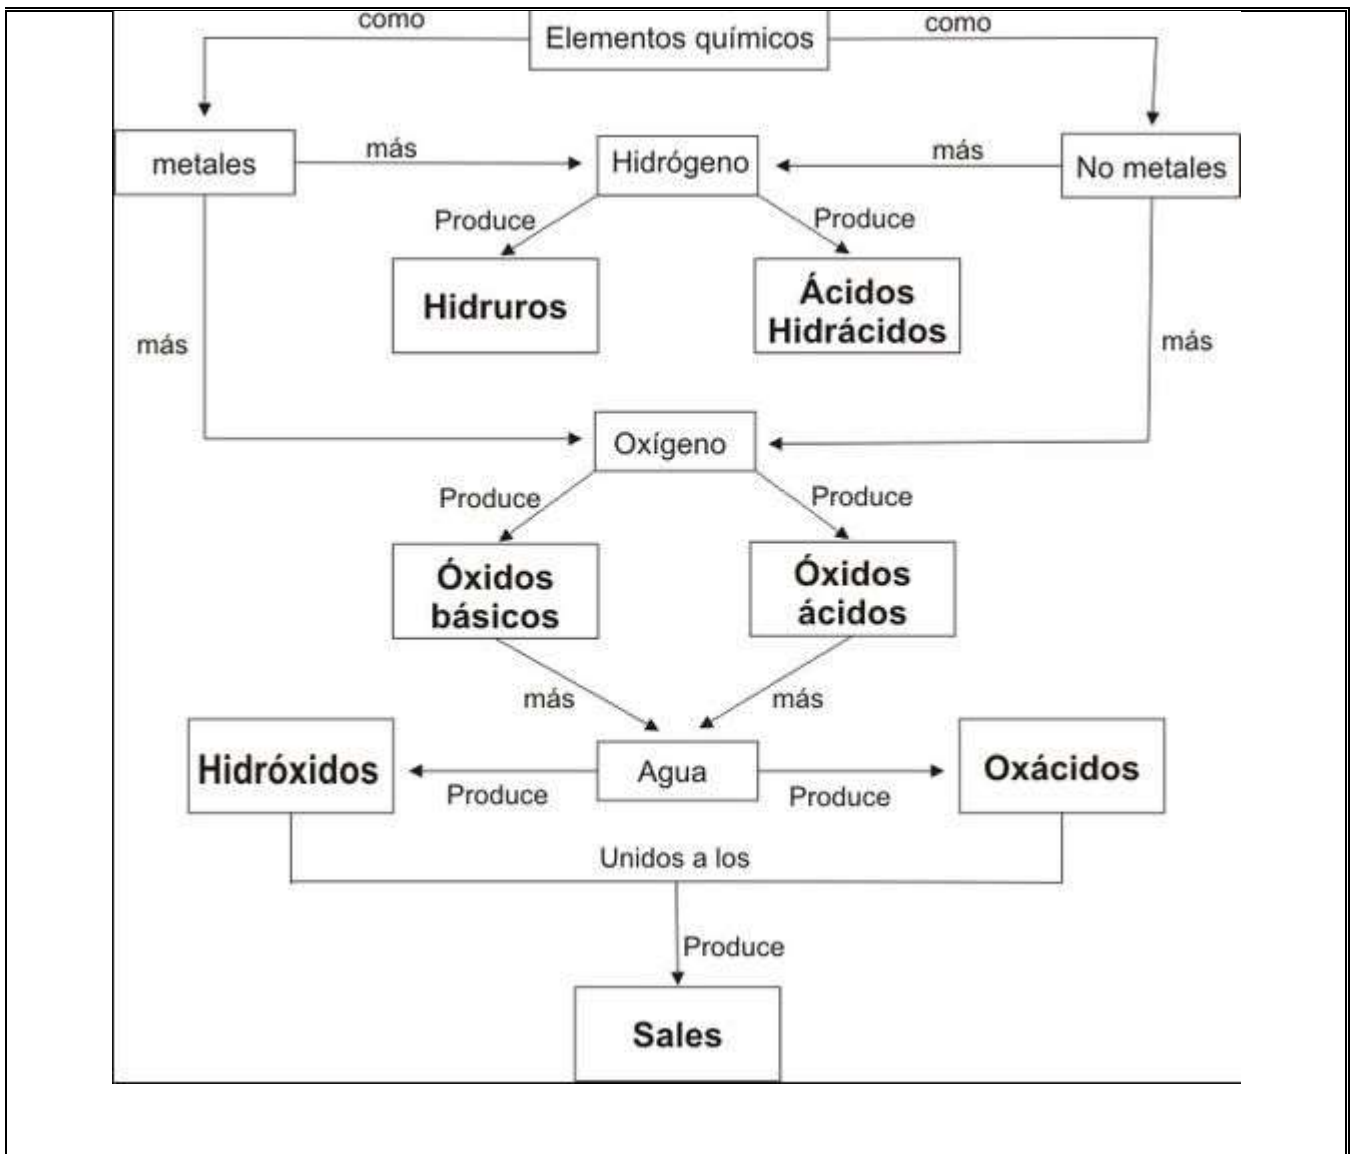 como
Elementos químicos
como
metales
más
Hidrógeno
más
No metales
Produce
Produce
Hidruros
Ácidos
Hidrácidos
más
más
Oxígeno
Produce
Produce
Óxidos
básicos
Óxidos
ácidos
más
más
Hidróxidos
Agua
Oxácidos
Produce
Produce
Unidos a los
Produce
Sales